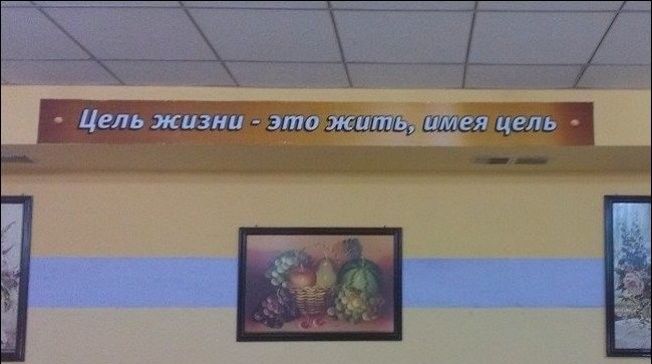 Цель жизни - это жить, имея цель